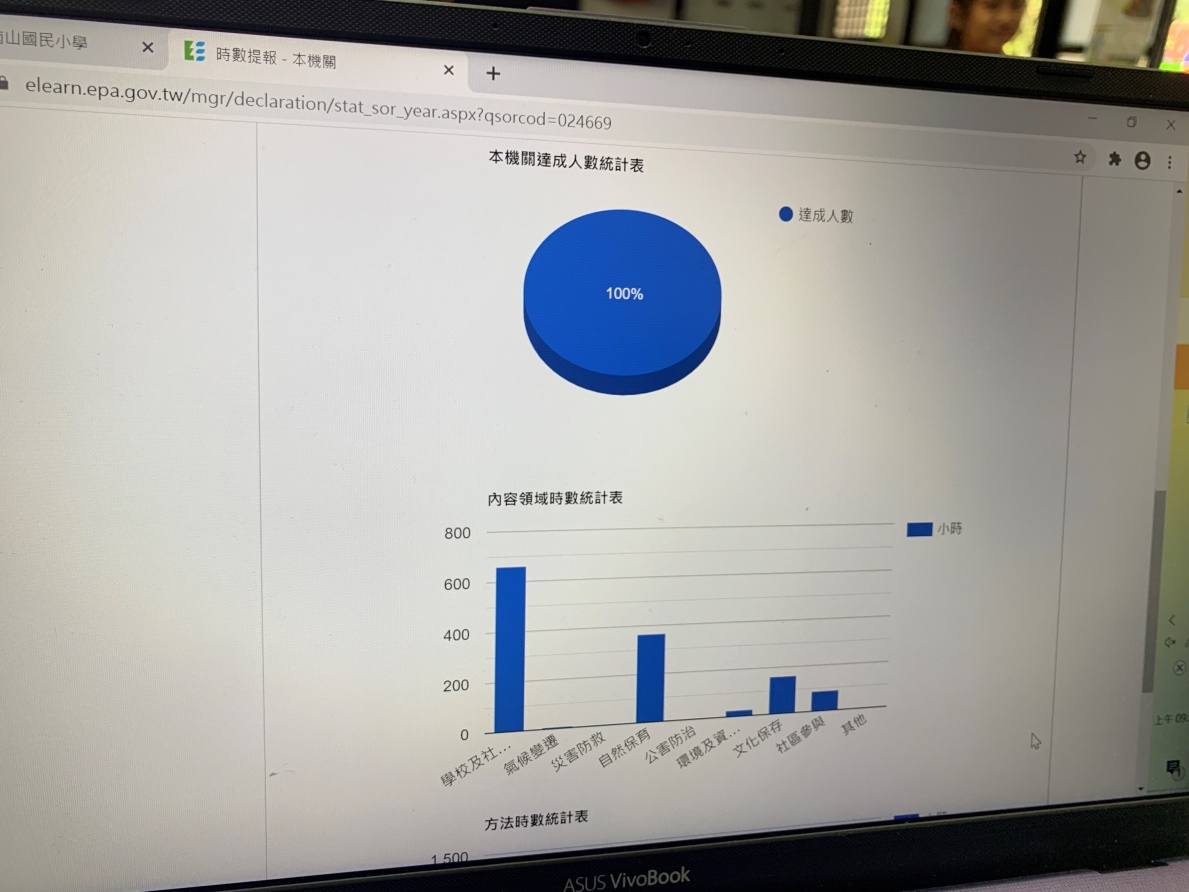 山國民小學
時數提報 - 本機關
elearn.epa.gov.tw/mgr/declaration/stat_sor_year.aspx?qsorcod=024669
本機關達成人數統計表
達成人數
100%
內容領域時數統計表
800
小時
600
400
200
0
學校及社...
氣候變遷
災害防救
自然保育
公害防治
環境及資...
文化保存
社區參與
其他
上午 09:
方法時數統計表
1,500
ASUS VivoBook